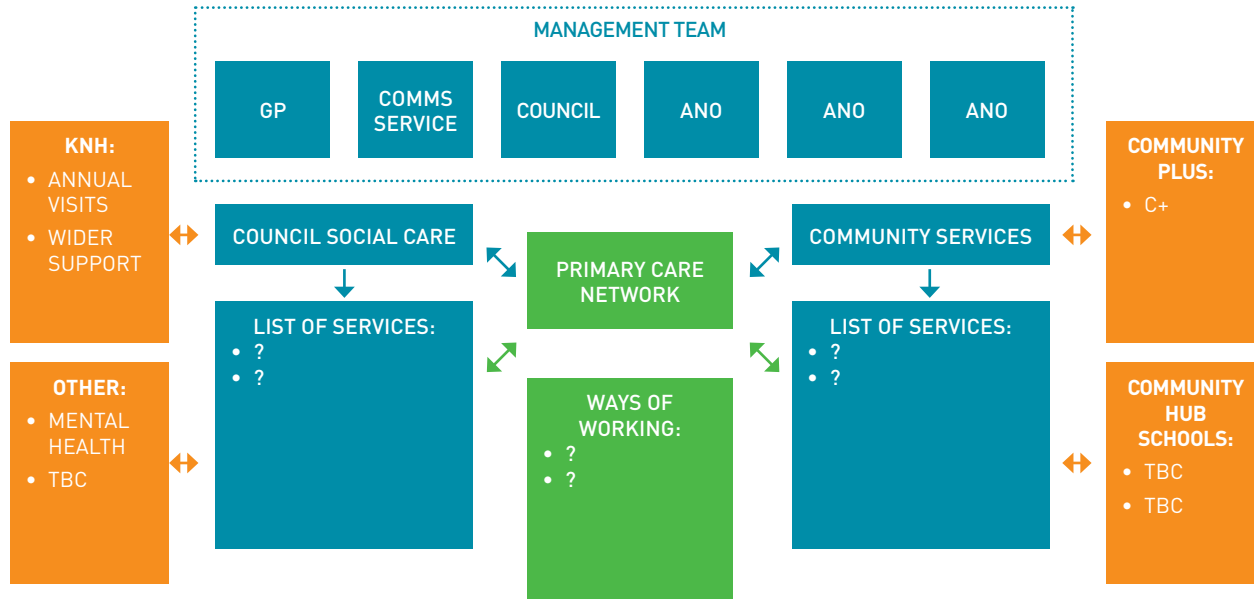 MANAGEMENT TEAM
GP
COMMS
SERVICE
COUNCIL
ANO
ANO
ANO
KNH:
• ANNUAL
VISITS
• WIDER
SUPPORT
COUNCIL SOCIAL CARE
PRIMARY CARE
NETWORK
COMMUNITY SERVICES
COMMUNITY
PLUS:
• C+
LIST OF SERVICES:
• ?
• ?
LIST OF SERVICES:
• ?
• ?
OTHER:
• MENTAL
HEALTH
• TBC
WAYS OF
WORKING:
• ?
• ?
COMMUNITY
HUB
SCHOOLS:
• TBC
• TBC